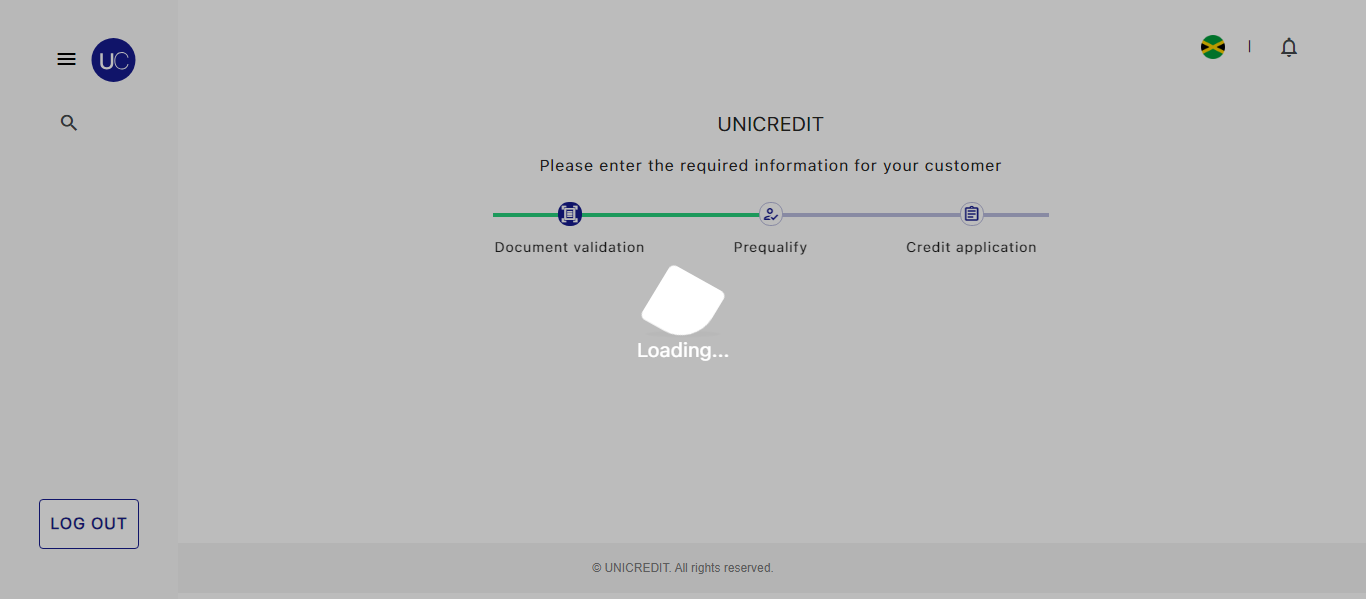 UC
UNICREDIT
Please enter the required information for your customer
Document validation
Prequalify
Credit application
Loading...
LOG OUT
© UNICREDIT. All rights reserved.